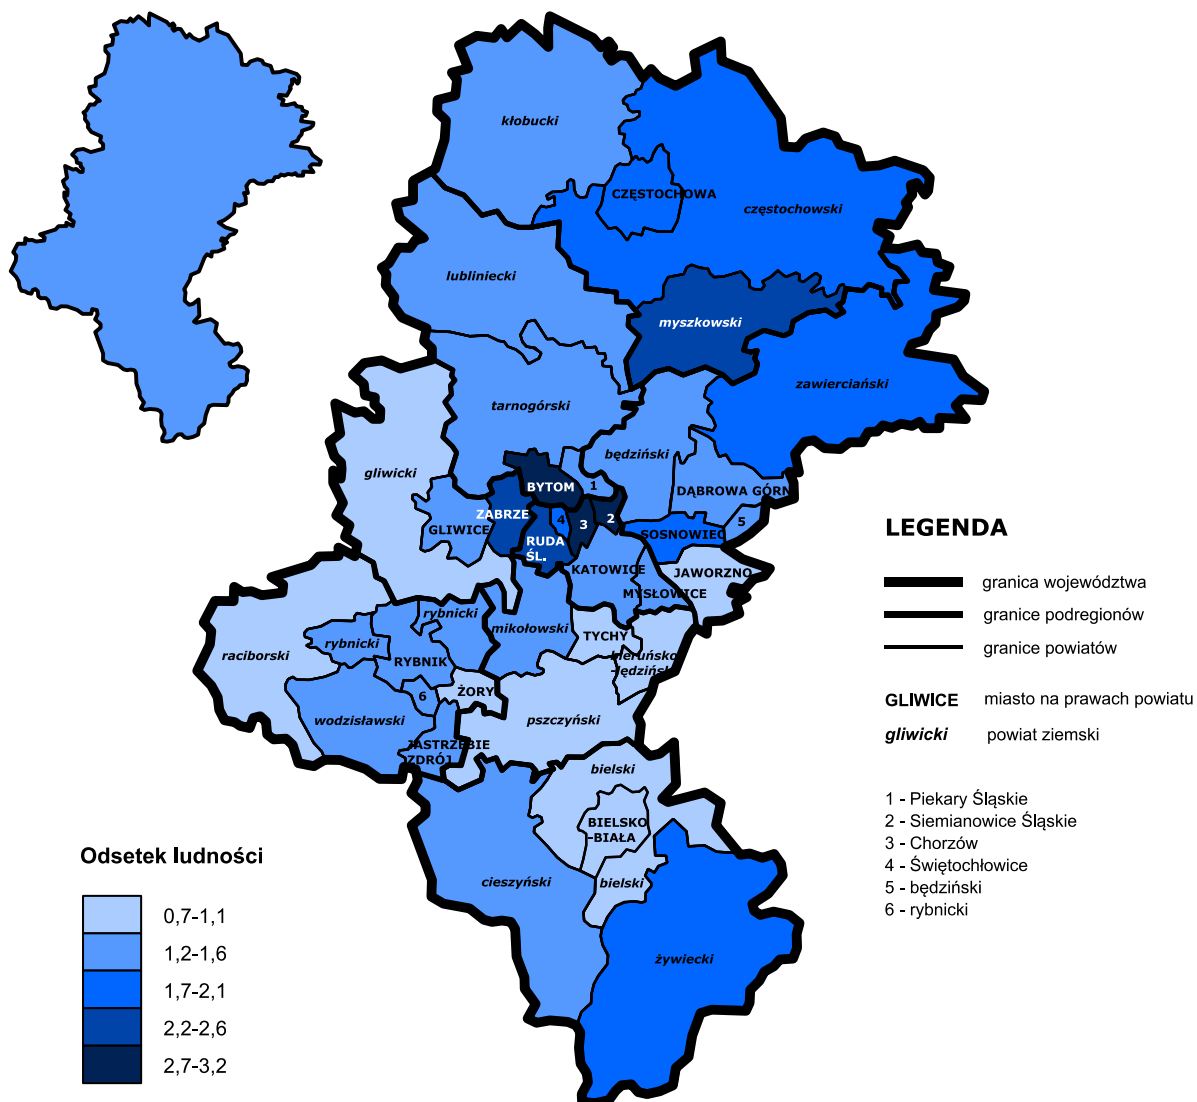 kłobucki
CZĘSTOCHOWA
częstochowski
lubliniecki
myszkowski
zawierciański
tarnogórski
będziński
gliwicki
BYTOM
1
DĄBROWA GÓRN
ZABRZE
GLIWICE
4
3
2
5
SOSNOWIEC
RUDA
ŚL.
KATOWICE
JAWORZNO
MYSŁOWICE
rybnicki
mikołowski
TYCHY
rybnicki
raciborski
RYBNIK
bieruńsko
-lędziński
ŻORY
6
wodzisławski
pszczyński
JASTRZĘBIE
ZDRÓJ
bielski
BIELSKO
-BIAŁA
cieszyński
bielski
żywiecki
LEGENDA
granica województwa
granice podregionów
granice powiatów
GLIWICE miasto na prawach powiatu
gliwicki powiat ziemski
1 - Piekary Śląskie
2 - Siemianowice Śląskie
3 - Chorzów
4 - Świętochłowice
5 - będziński
6 - rybnicki
Odsetek ludności
0,7-1,1
1,2-1,6
1,7-2,1
2,2-2,6
2,7-3,2